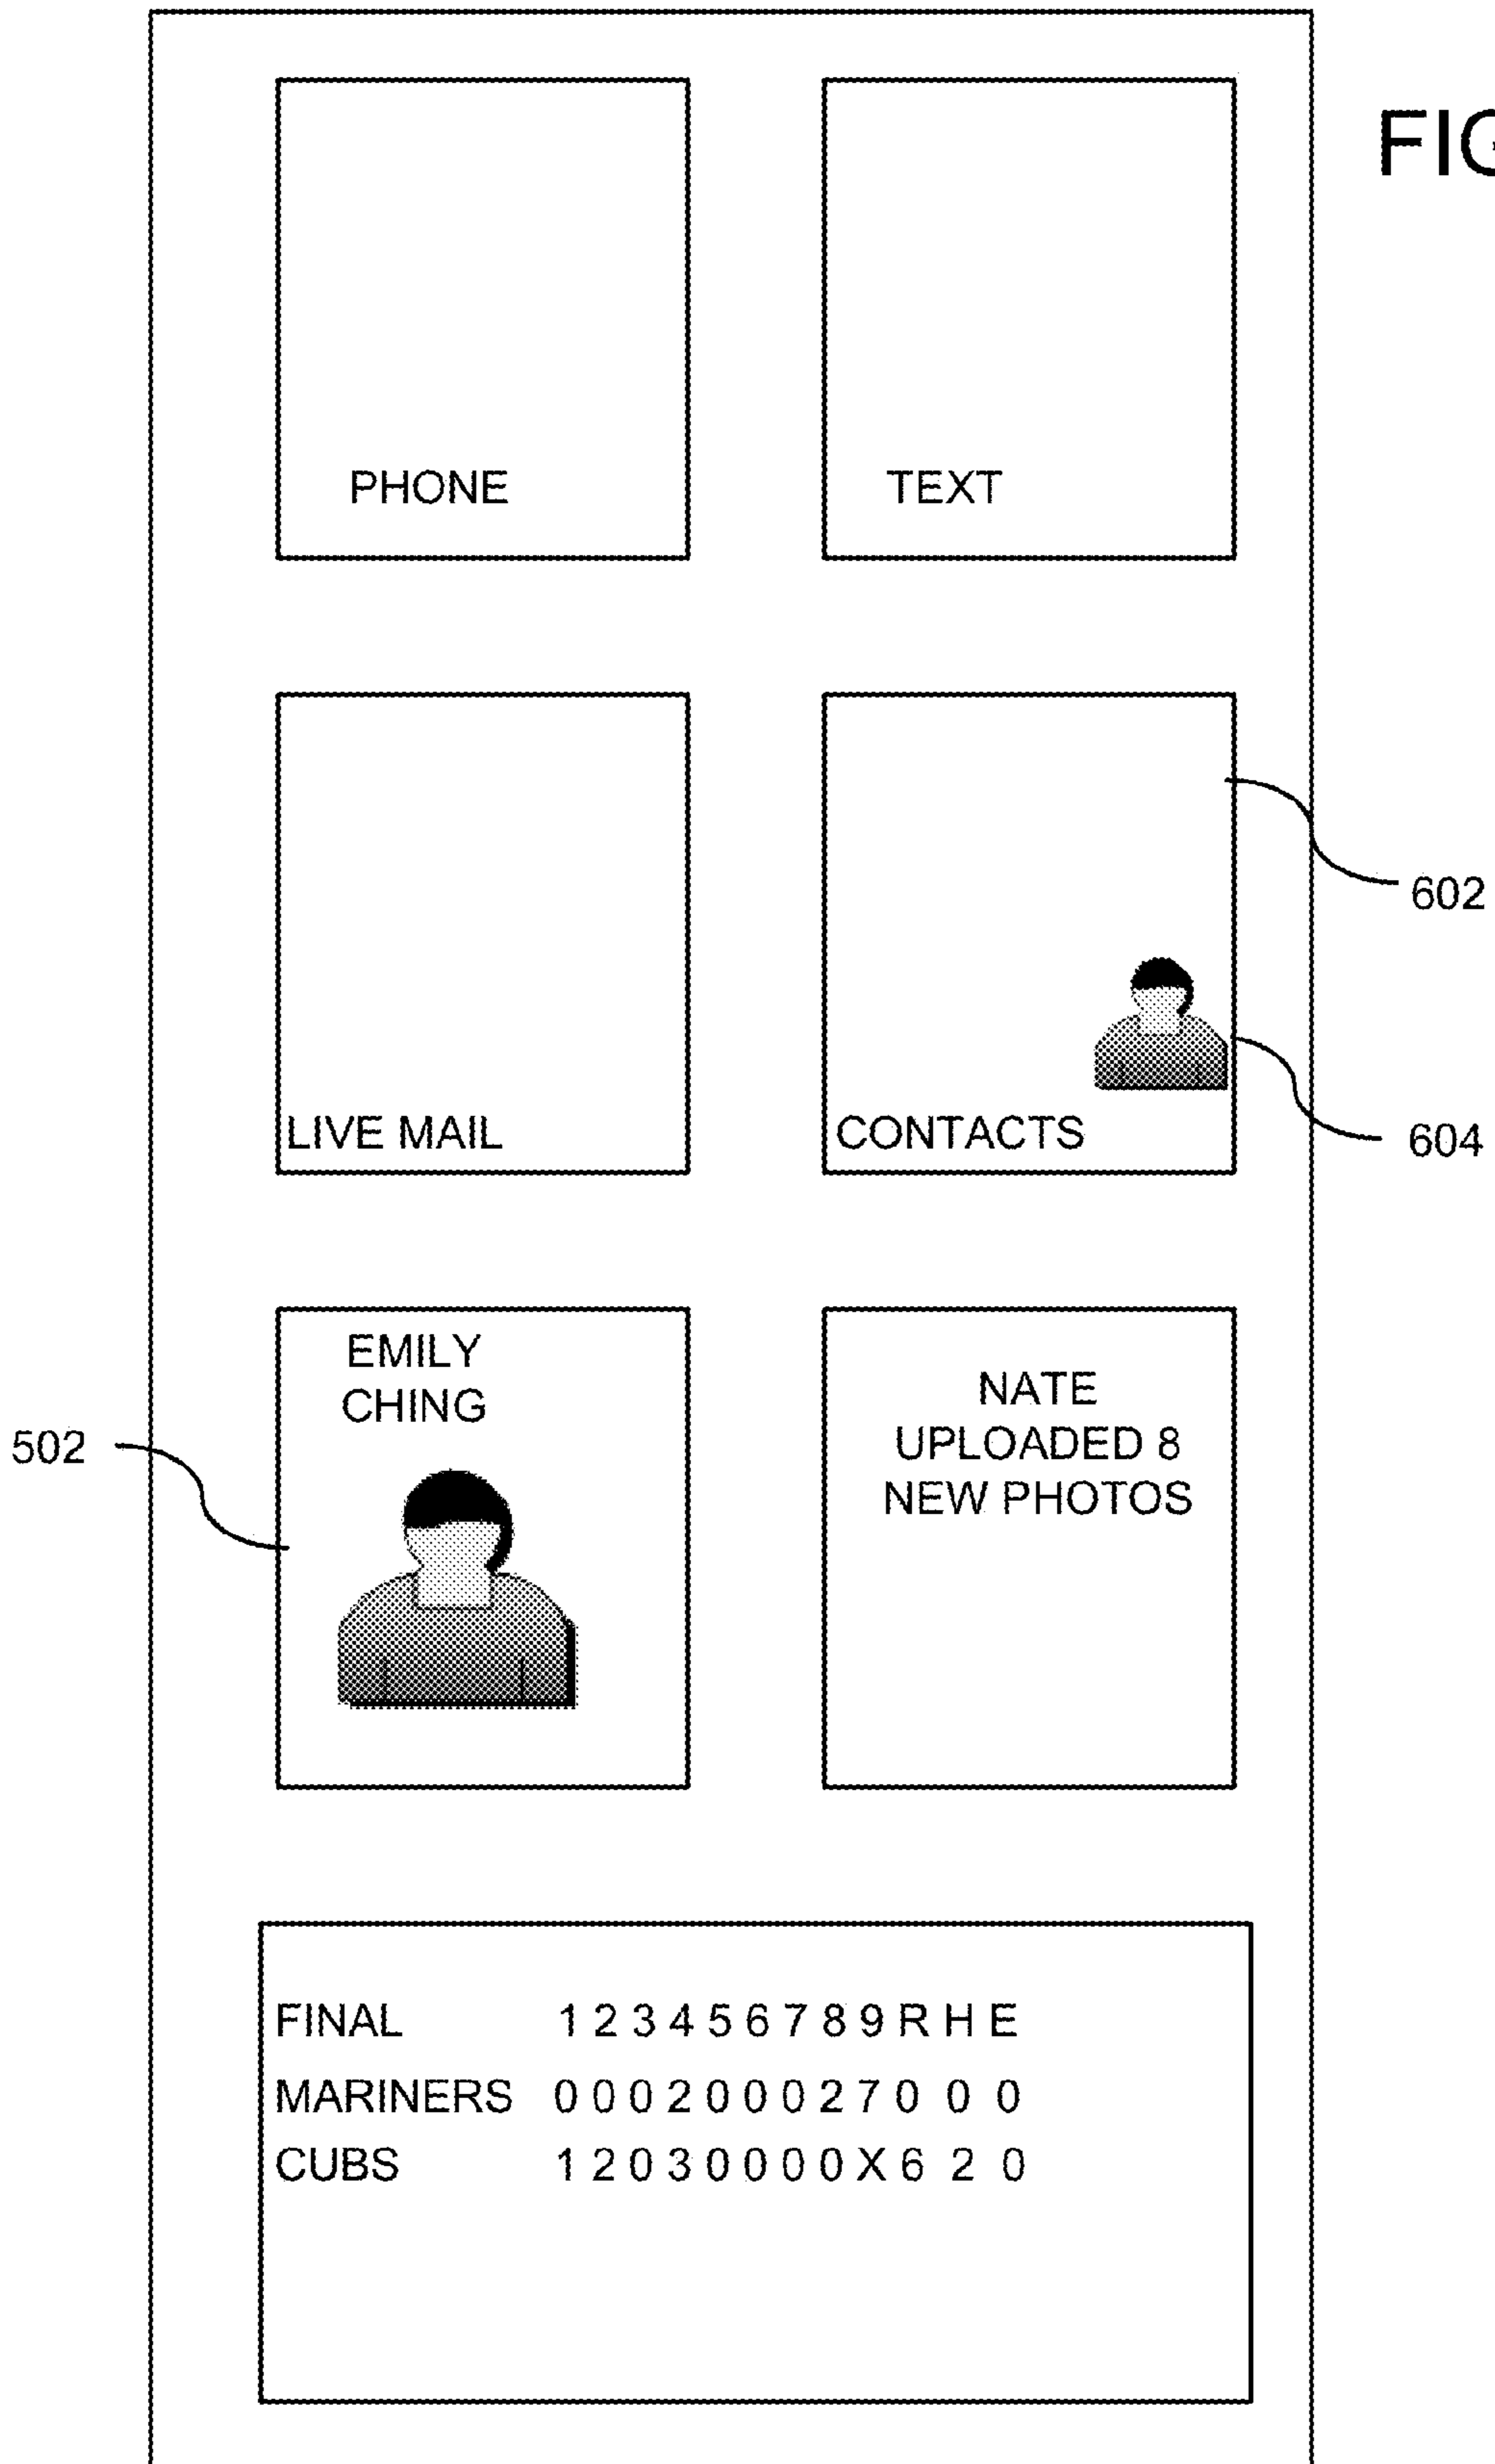 FIG
PHONE
TEXT
602
604
LIVE MAIL
CONTACTS
EMILY
CHING
502
NATE
UPLOADED 8
NEW PHOTOS
FINAL 1 2 3 4 5 6 7 8 9 R H E
MARINERS 0 0 0 2 0 0 0 2 7 0 0 0
CUBS 1 2 0 3 0 0 0 0 X 6 2 0